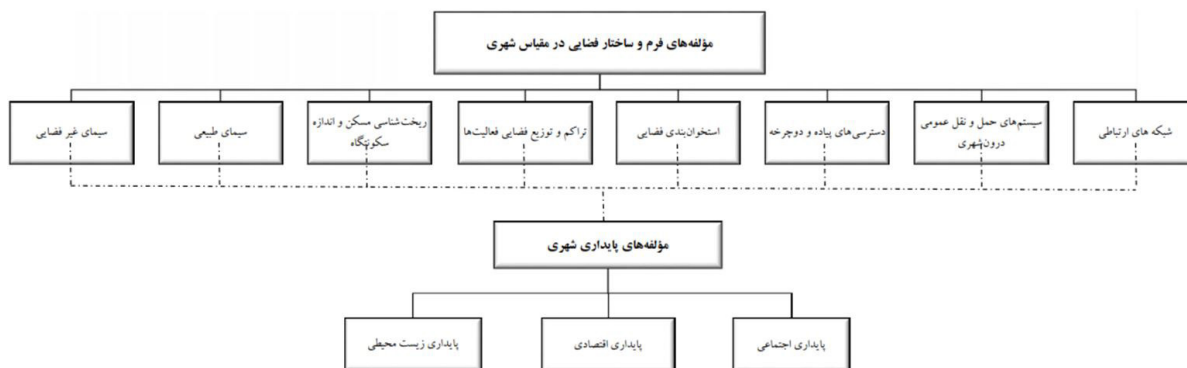 مؤلفه‌های فرم و ساختار فضایی در مقیاس شهری
شبکه های ارتباطی
سیستم‌های حمل و نقل عمومی
درون‌شهری
دسترسی‌های پیاده و دوچرخه
استخوان‌بندی فضایی
تراکم و توزیع فضایی فعالیت‌ها
ریخت‌شناسی مسکن و اندازه
سکونتگاه
سیمای طبیعی
سیمای غیر فضایی
مؤلفه‌های پایداری شهری
پایداری اجتماعی
پایداری اقتصادی
پایداری زیست محیطی